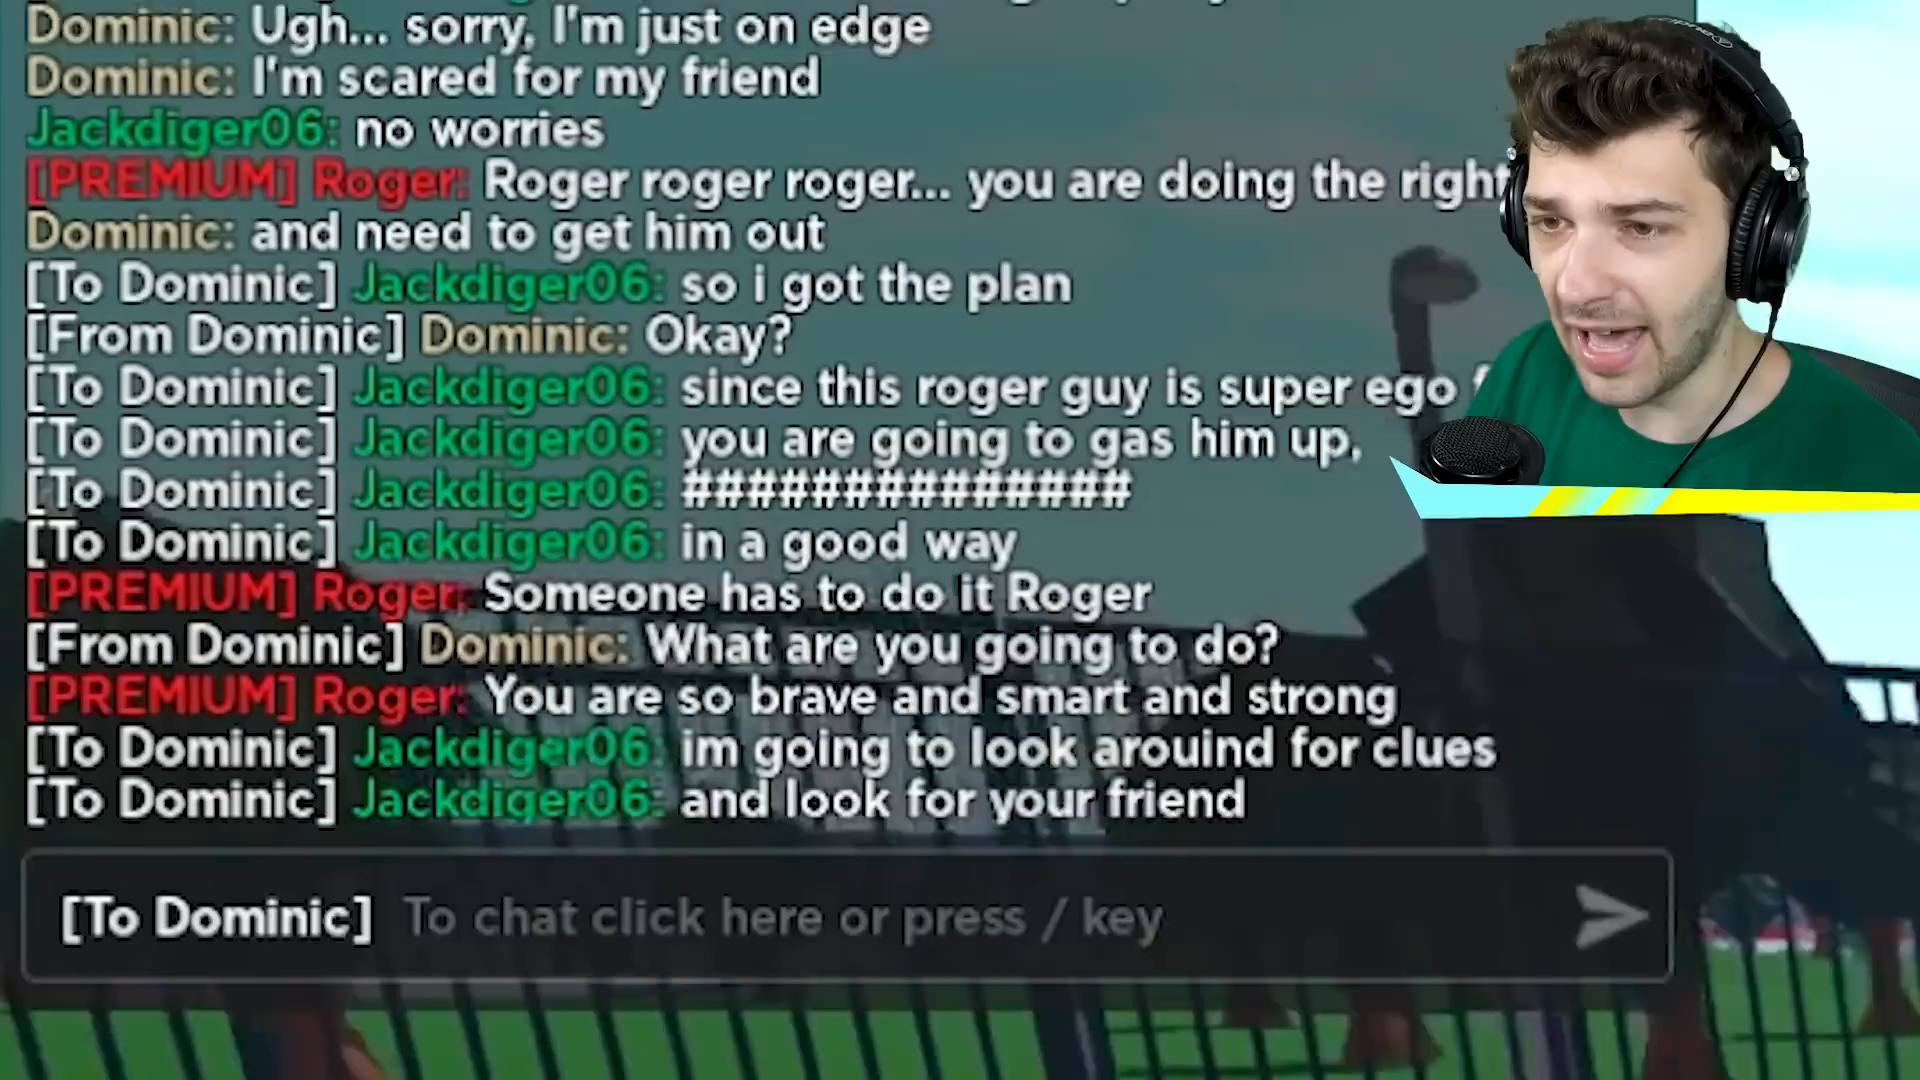 Dominic: Ugh... sorry, I'm just on edge
Dominic: I'm scared for my friend
Jackdiger06: no worries
[PREMIUM] Roger: Roger roger roger... you are doing the right
Dominic: and need to get him out
[To Dominic] Jackdiger06: so i got the plan
[From Dominic] Dominic: Okay?
[To Dominic] Jackdiger06: since this roger guy is super ego
[To Dominic] Jackdiger06: you are going to gas him up,
[To Dominic] Jackdiger06: ##############
[To Dominic] Jackdiger06: in a good way
[PREMIUM] Roger: Someone has to do it Roger
[From Dominic] Dominic: What are you going to do?
[PREMIUM] Roger: You are so brave and smart and strong
[To Dominic] Jackdiger06: im going to look arouind for clues
[To Dominic] Jackdiger06: and look for your friend
[To Dominic] To chat click here or press / key